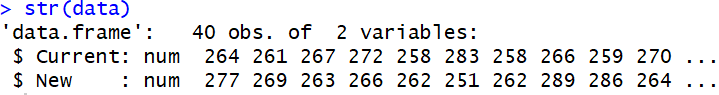 > str(data)
'data.frame':   40 obs. of  2 variables:
 $ Current: num  264 261 267 272 258 283 258 266 259 270 ...
 $ New    : num  277 269 263 266 262 251 262 289 286 264 ...